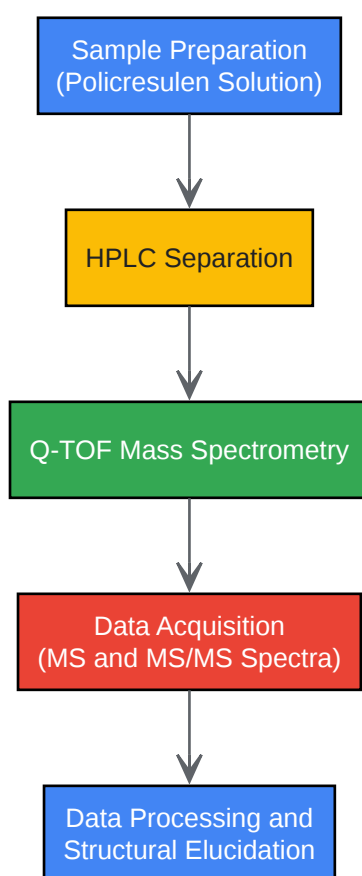 Sample Preparation
(Policresulen Solution)
HPLC Separation
Q-TOF Mass Spectrometry
Data Acquisition
(MS and MS/MS Spectra)
Data Processing and
Structural Elucidation